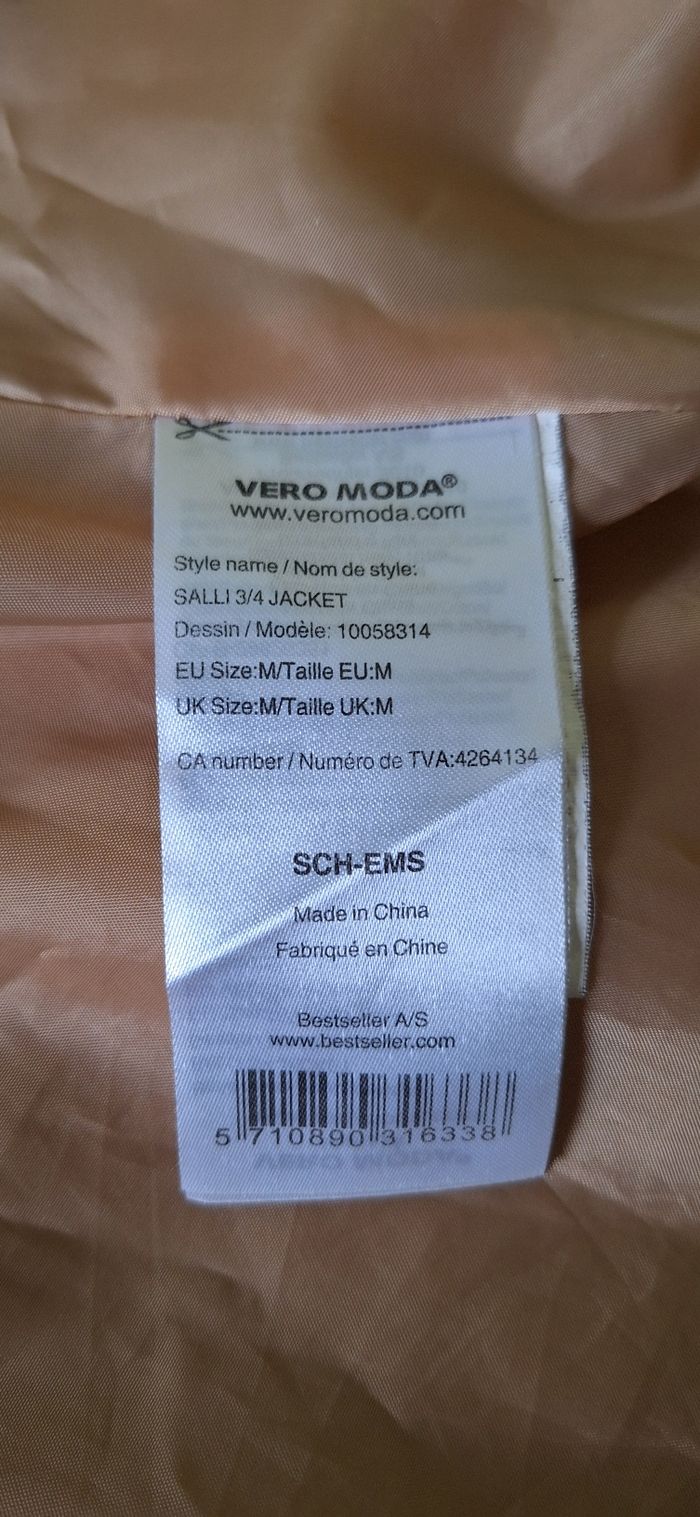 VERO MODA®
www.veromoda.com
Style name / Nom de style:
SALLI 3/4 JACKET
Dessin / Modèle: 10058314
EU Size:M/Taille EU:M
UK Size:M/Taille UK:M
CA number / Numéro de TVA:4264134
SCH-EMS
Made in China
Fabriqué en Chine
Bestseller A/S
www.bestseller.com
5 710890 316338